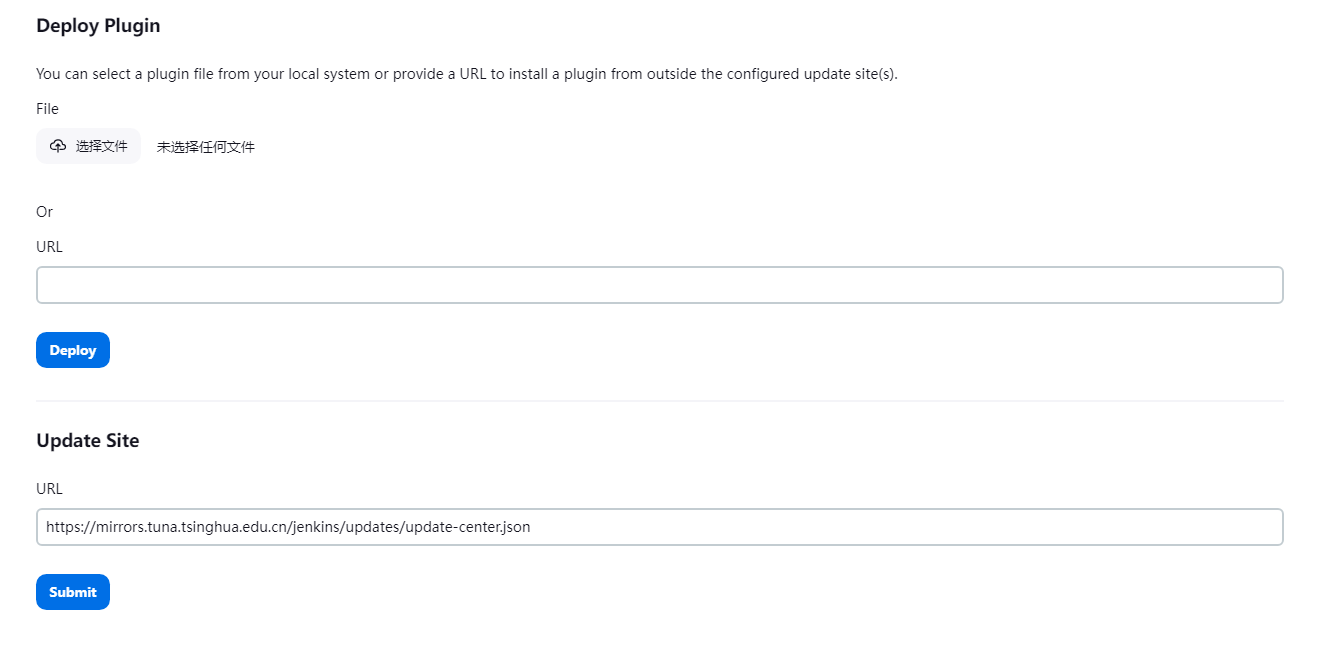 Deploy Plugin
You can select a plugin file from your local system or provide a URL to install a plugin from outside the configured update site(s).
File
选择文件 未选择任何文件
Or
URL
Deploy
Update Site
URL
https://mirrors.tuna.tsinghua.edu.cn/jenkins/updates/update-center.json
Submit